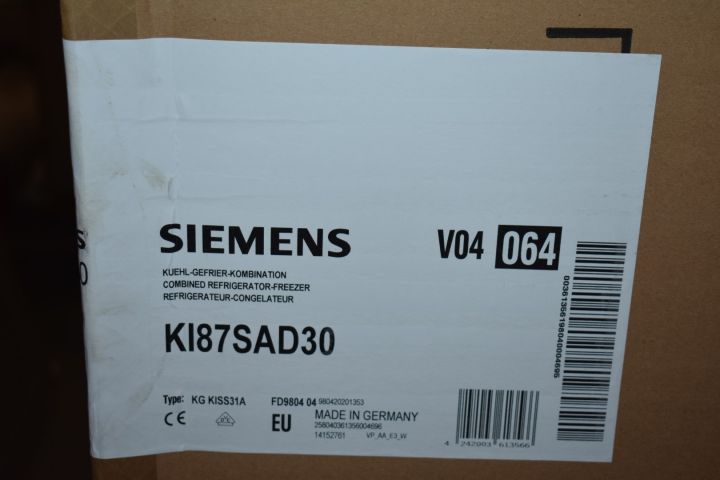 SIEMENS V04 064
KUEHL-GEFRIER-KOMBINATION
COMBINED REFRIGERATOR-FREEZER
REFRIGERATEUR-CONGELATEUR
KI87SAD30
Type: KG KISS31A FD9804 04 980420201353
CE EU MADE IN GERMANY
258040361356004696
14152761 VP_AA_E3_W
4 242003 613566
S
0